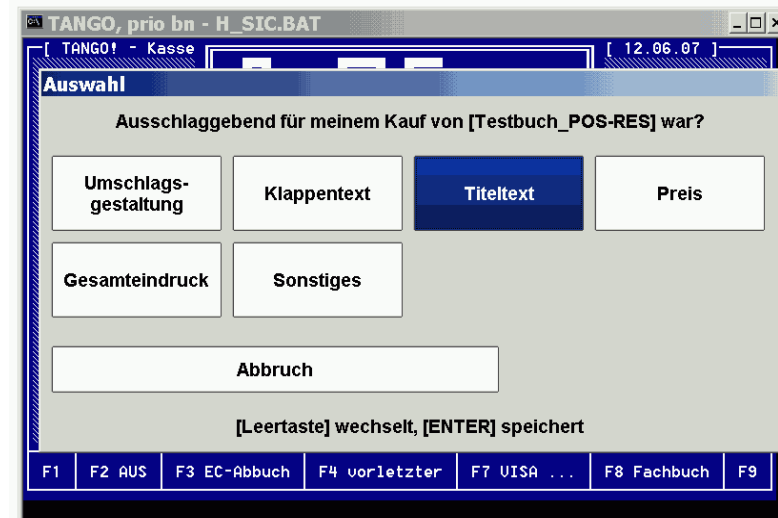 TANGO, prio bn - H_SIC.BAT
[ TANGO! - Kasse
[ 12.06.07 ]
Auswahl
Ausschlaggebend für meinem Kauf von [Testbuch_POS-RES] war?
Umschlags-
gestaltung
Klappentext
Titeltext
Preis
Gesamteindruck
Sonstiges
Abbruch
[Leertaste] wechselt, [ENTER] speichert
F1 F2 AUS F3 EC-Abbuch F4 vorletzter F7 VISA ... F8 Fachbuch F9